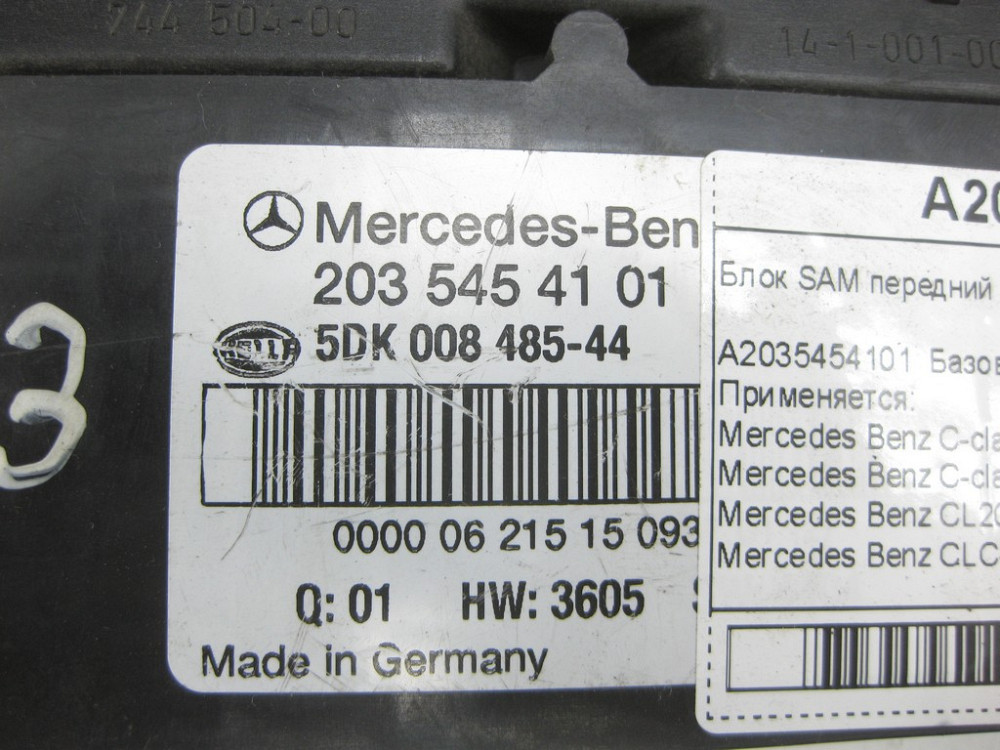 744 504-00
14-1-001-00
Mercedes-Ben
203 545 41 01
HELLA
5DK 008 485-44
0000 06 215 15 093
Q: 01 HW: 3605
Made in Germany
3
A20
Блок SAM передний
A2035454101 Базов
Применяется:
Mercedes Benz C-cla
Mercedes Benz C-cla
Mercedes Benz CL20
Mercedes Benz CLC